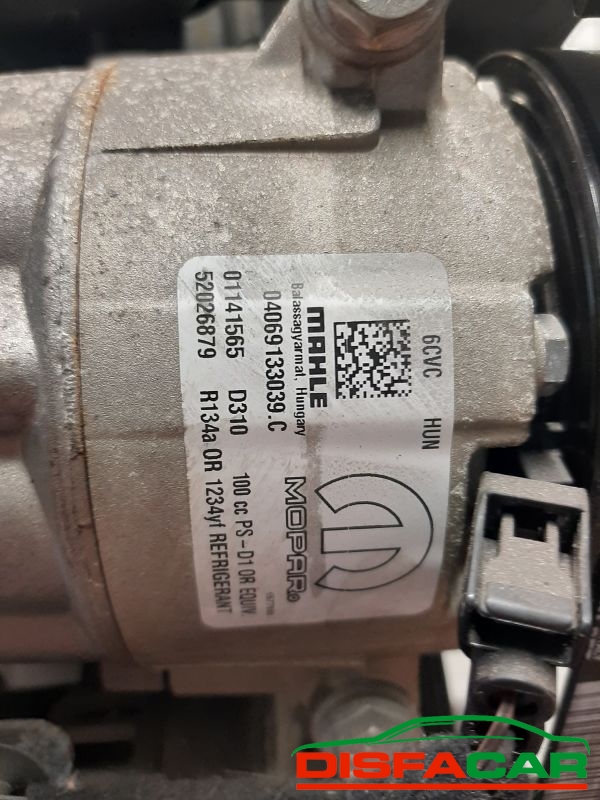 6CVC HUN
MAHLE
Balassagyarmat, Hungary
04069133039.C
MOPAR®
01141565 D310 100 cc PS-D1 OR EQUIV.
52026879 R134a OR 1234yf REFRIGERANT
DISFACAR